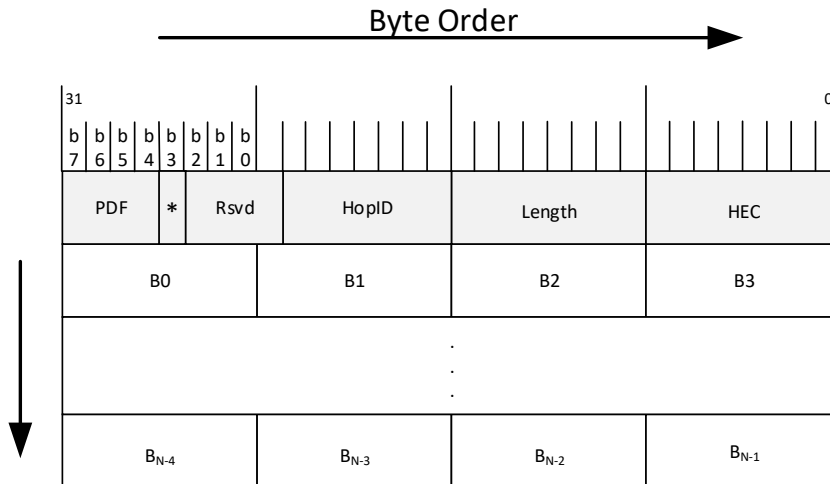 Byte Order
31 0
b b b b b b b b
7 6 5 4 3 2 1 0
PDF * Rsvd HopID Length HEC
B0 B1 B2 B3
.
.
.
BN-4 BN-3 BN-2 BN-1